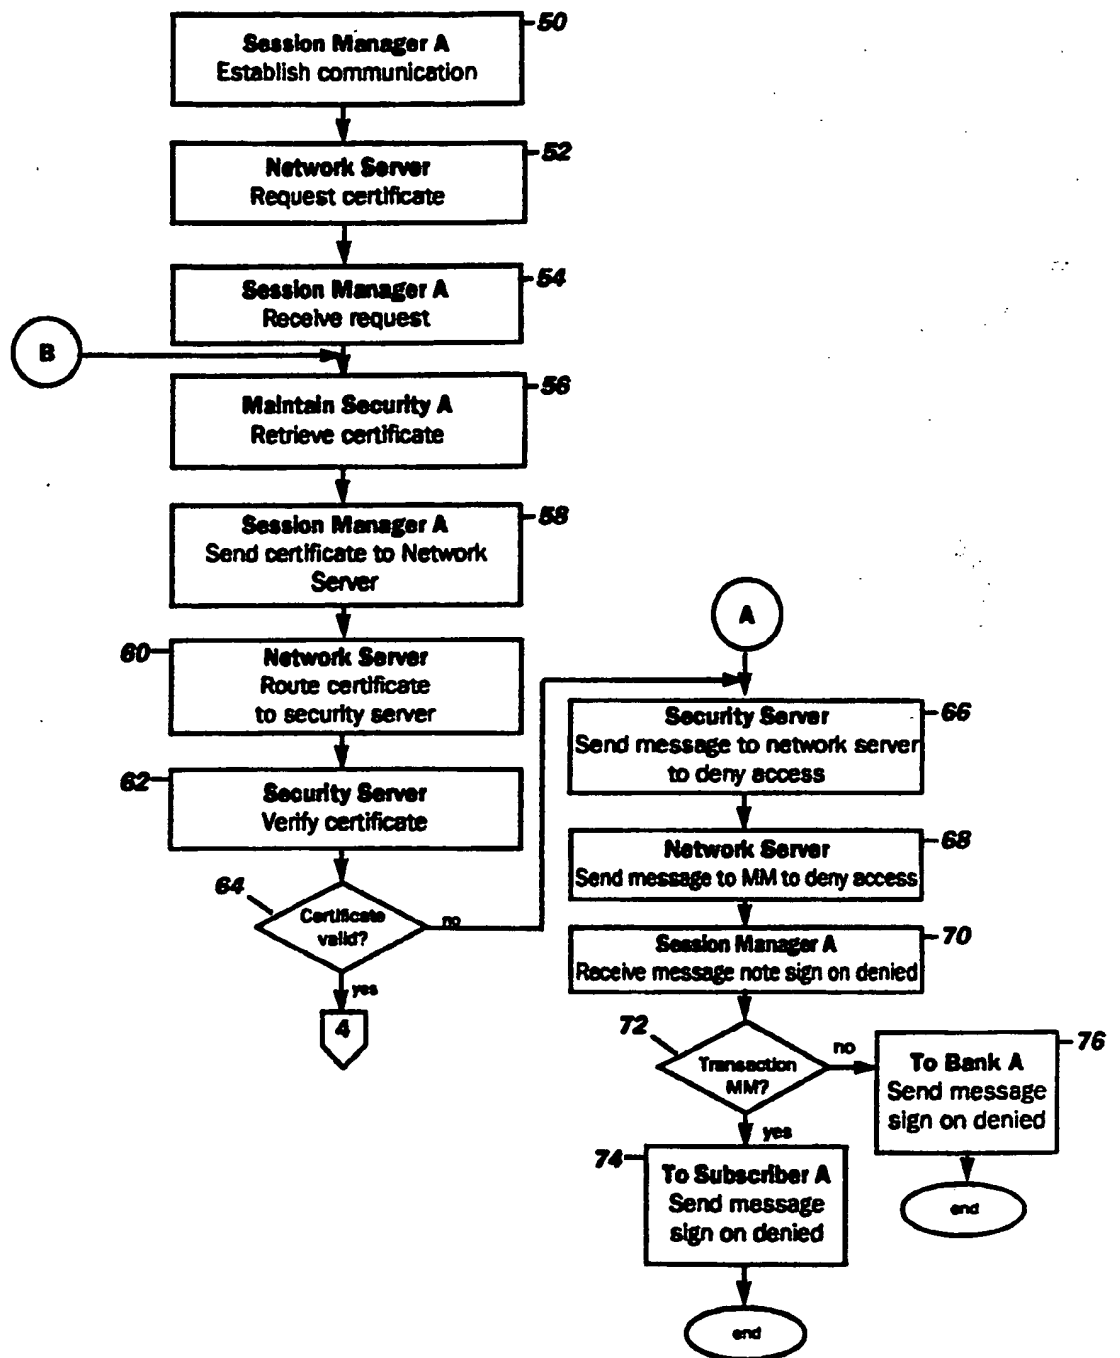 50
Session Manager A
Establish communication
52
Network Server
Request certificate
54
Session Manager A
Receive request
B
56
Maintain Security A
Retrieve certificate
58
Session Manager A
Send certificate to Network
Server
60
Network Server
Route certificate
to security server
62
Security Server
Verify certificate
64
Certificate
valid?
no
yes
4
A
66
Security Server
Send message to network server
to deny access
68
Network Server
Send message to MM to deny access
70
Session Manager A
Receive message note sign on denied
72
Transaction
MM?
no
yes
76
To Bank A
Send message
sign on denied
end
74
To Subscriber A
Send message
sign on denied
end